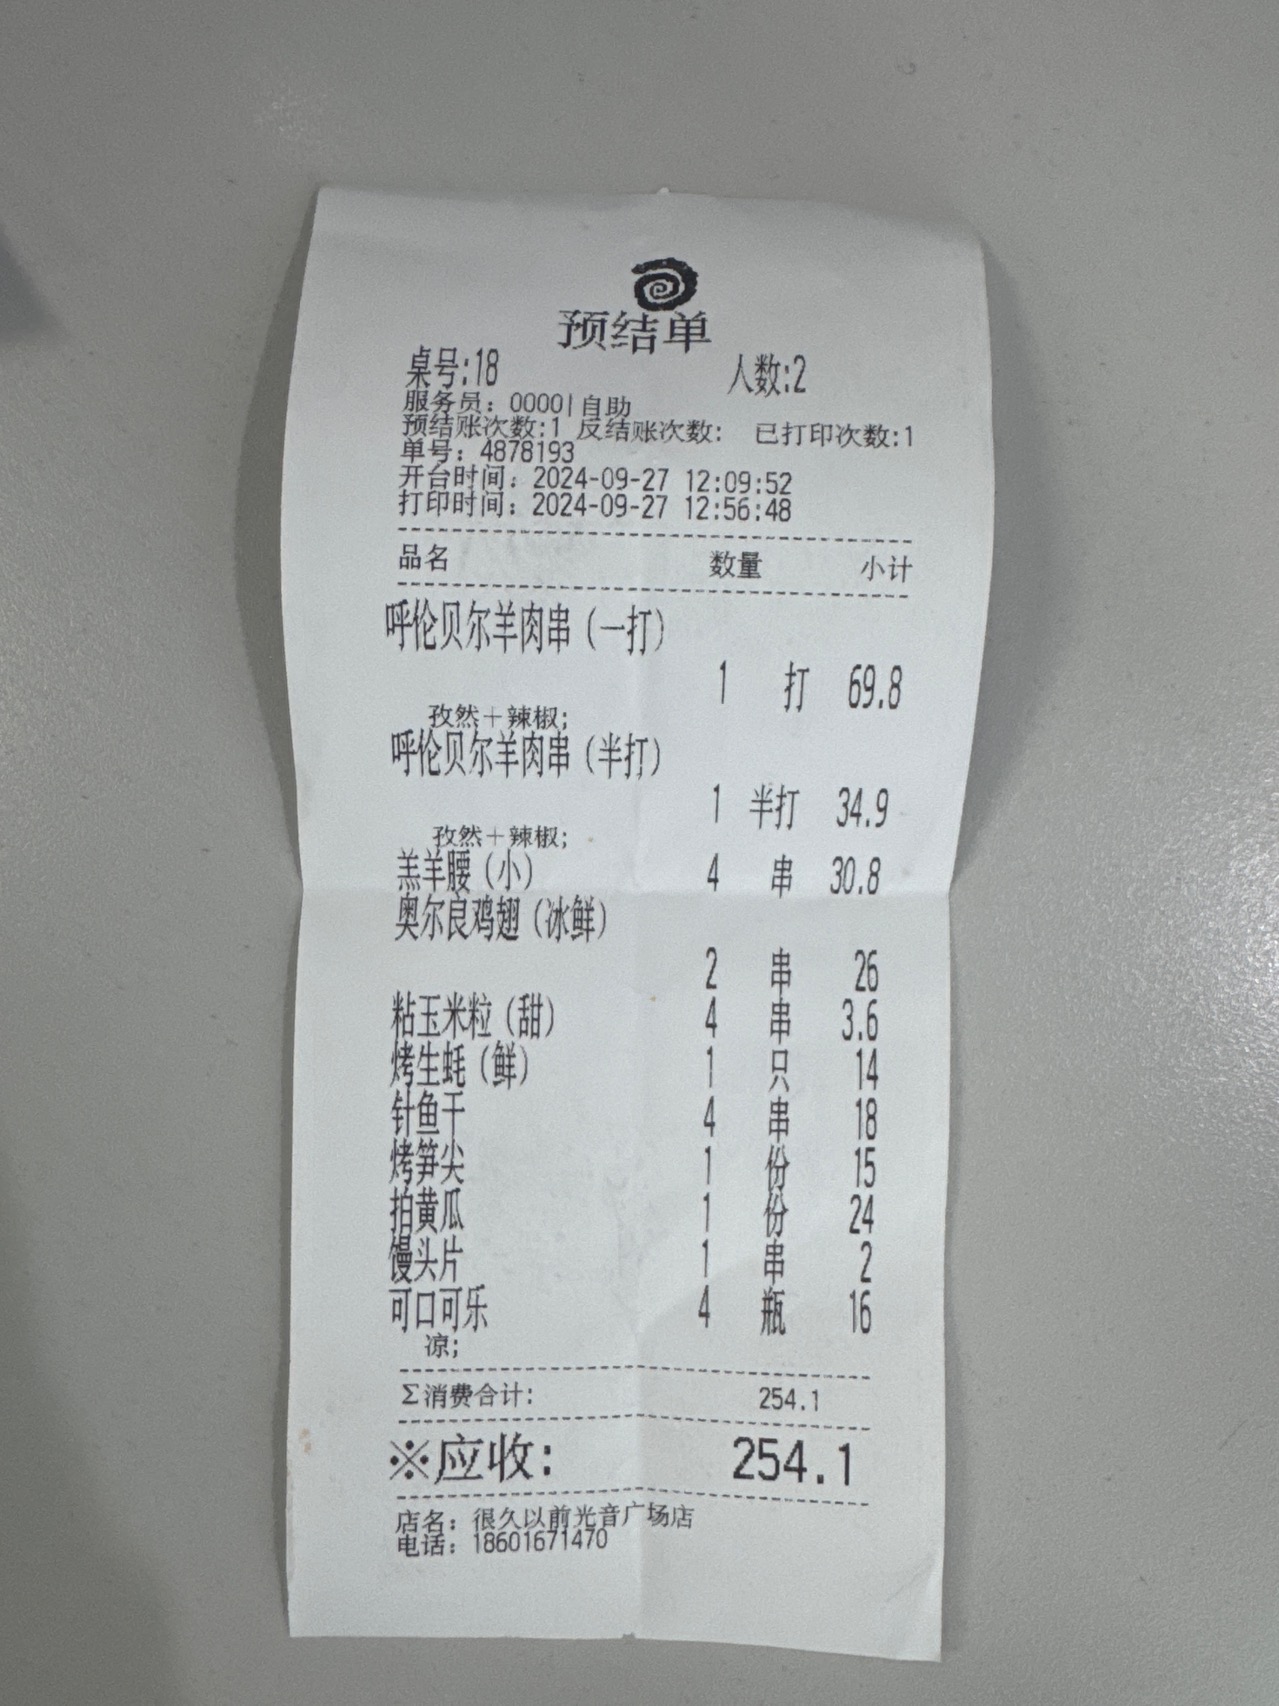 预结单
桌号:18 人数:2
服务员：0000|自助
预结账次数:1 反结账次数: 已打印次数:1
单号：4878193
开台时间：2024-09-27 12:09:52
打印时间：2024-09-27 12:56:48
品名 数量 小计
呼伦贝尔羊肉串（一打）
1 打 69.8
孜然+辣椒;
呼伦贝尔羊肉串（半打）
1 半打 34.9
孜然+辣椒;
羔羊腰（小） 4 串 30.8
奥尔良鸡翅（冰鲜）
2 串 26
粘玉米粒（甜） 4 串 3.6
烤生蚝（鲜） 1 只 14
针鱼干 4 串 18
烤笋尖 1 份 15
拍黄瓜 1 份 24
馒头片 1 串 2
可口可乐 4 瓶 16
凉;
Σ消费合计: 254.1
※应收: 254.1
店名：很久以前光音广场店
电话：18601671470